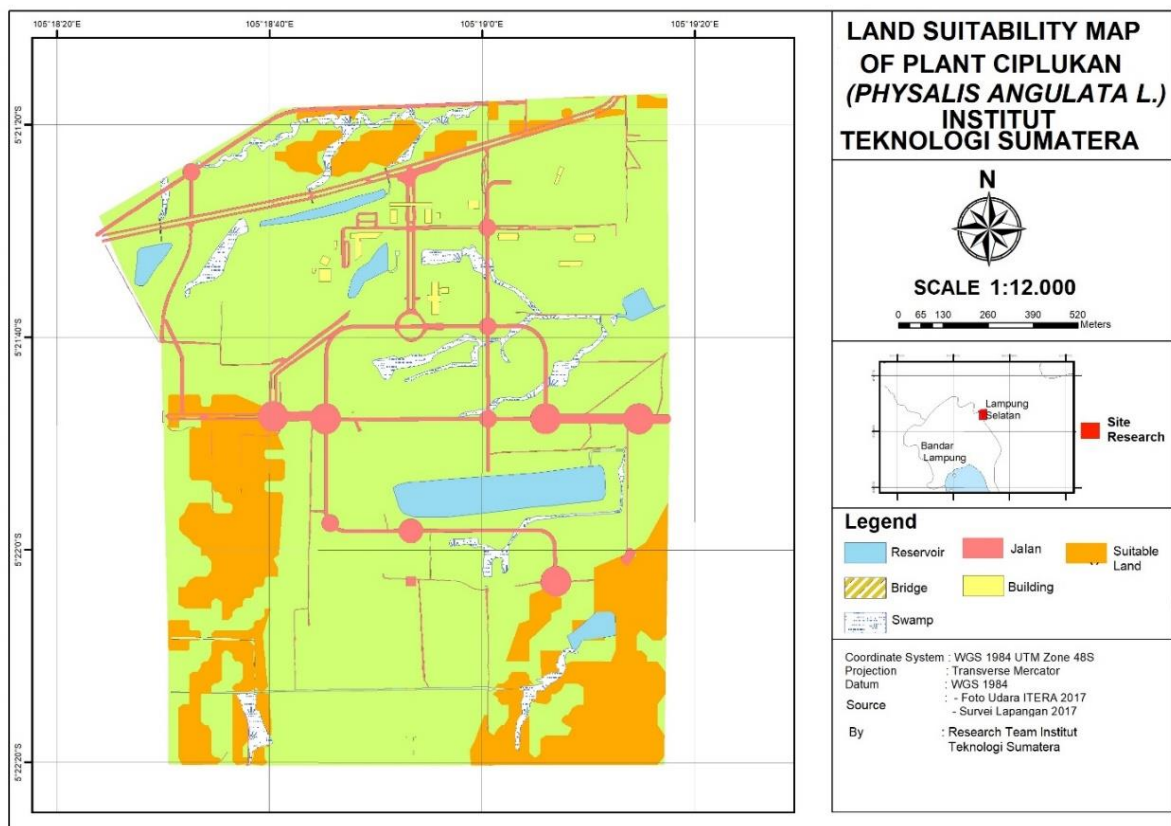 105°18'20"E
105°18'40"E
105°19'0"E
105°19'20"E
5°21'20"S
5°21'40"S
5°22'0"S
5°22'20"S
LAND SUITABILITY MAP
OF PLANT CIPLUKAN
(PHYSALIS ANGULATA L.)
INSTITUT
TEKNOLOGI SUMATERA
N
SCALE 1:12.000
0 65 130 260 390 520
Meters
Lampung
Selatan
Bandar
Lampung
Site
Research
Legend
Reservoir
Jalan
Suitable
Land
Bridge
Building
Swamp
Coordinate System : WGS 1984 UTM Zone 48S
Projection : Transverse Mercator
Datum : WGS 1984
Source : - Foto Udara ITERA 2017
- Survei Lapangan 2017
By : Research Team Institut
Teknologi Sumatera